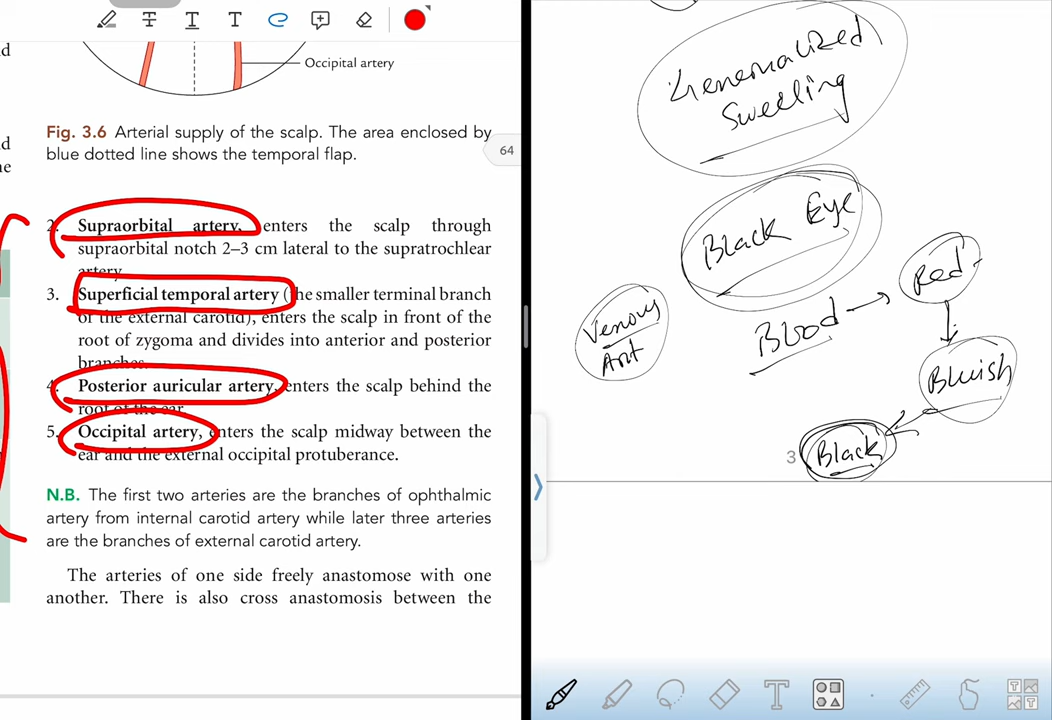 d
Occipital artery
Fig. 3.6 Arterial supply of the scalp. The area enclosed by
blue dotted line shows the temporal flap.
64
d
t
ne
2. Supraorbital artery, enters the scalp through
supraorbital notch 2–3 cm lateral to the supratrochlear
artery.
3. Superficial temporal artery (the smaller terminal branch
of the external carotid), enters the scalp in front of the
root of zygoma and divides into anterior and posterior
branches.
4. Posterior auricular artery, enters the scalp behind the
root of the ear.
5. Occipital artery, enters the scalp midway between the
ear and the external occipital protuberance.
N.B. The first two arteries are the branches of ophthalmic
artery from internal carotid artery while later three arteries
are the branches of external carotid artery.
The arteries of one side freely anastomose with one
another. There is also cross anastomosis between the
Generalized
Swelling
Black Eye
Red
Venous
Ant
Blood
Bluish
3
Black